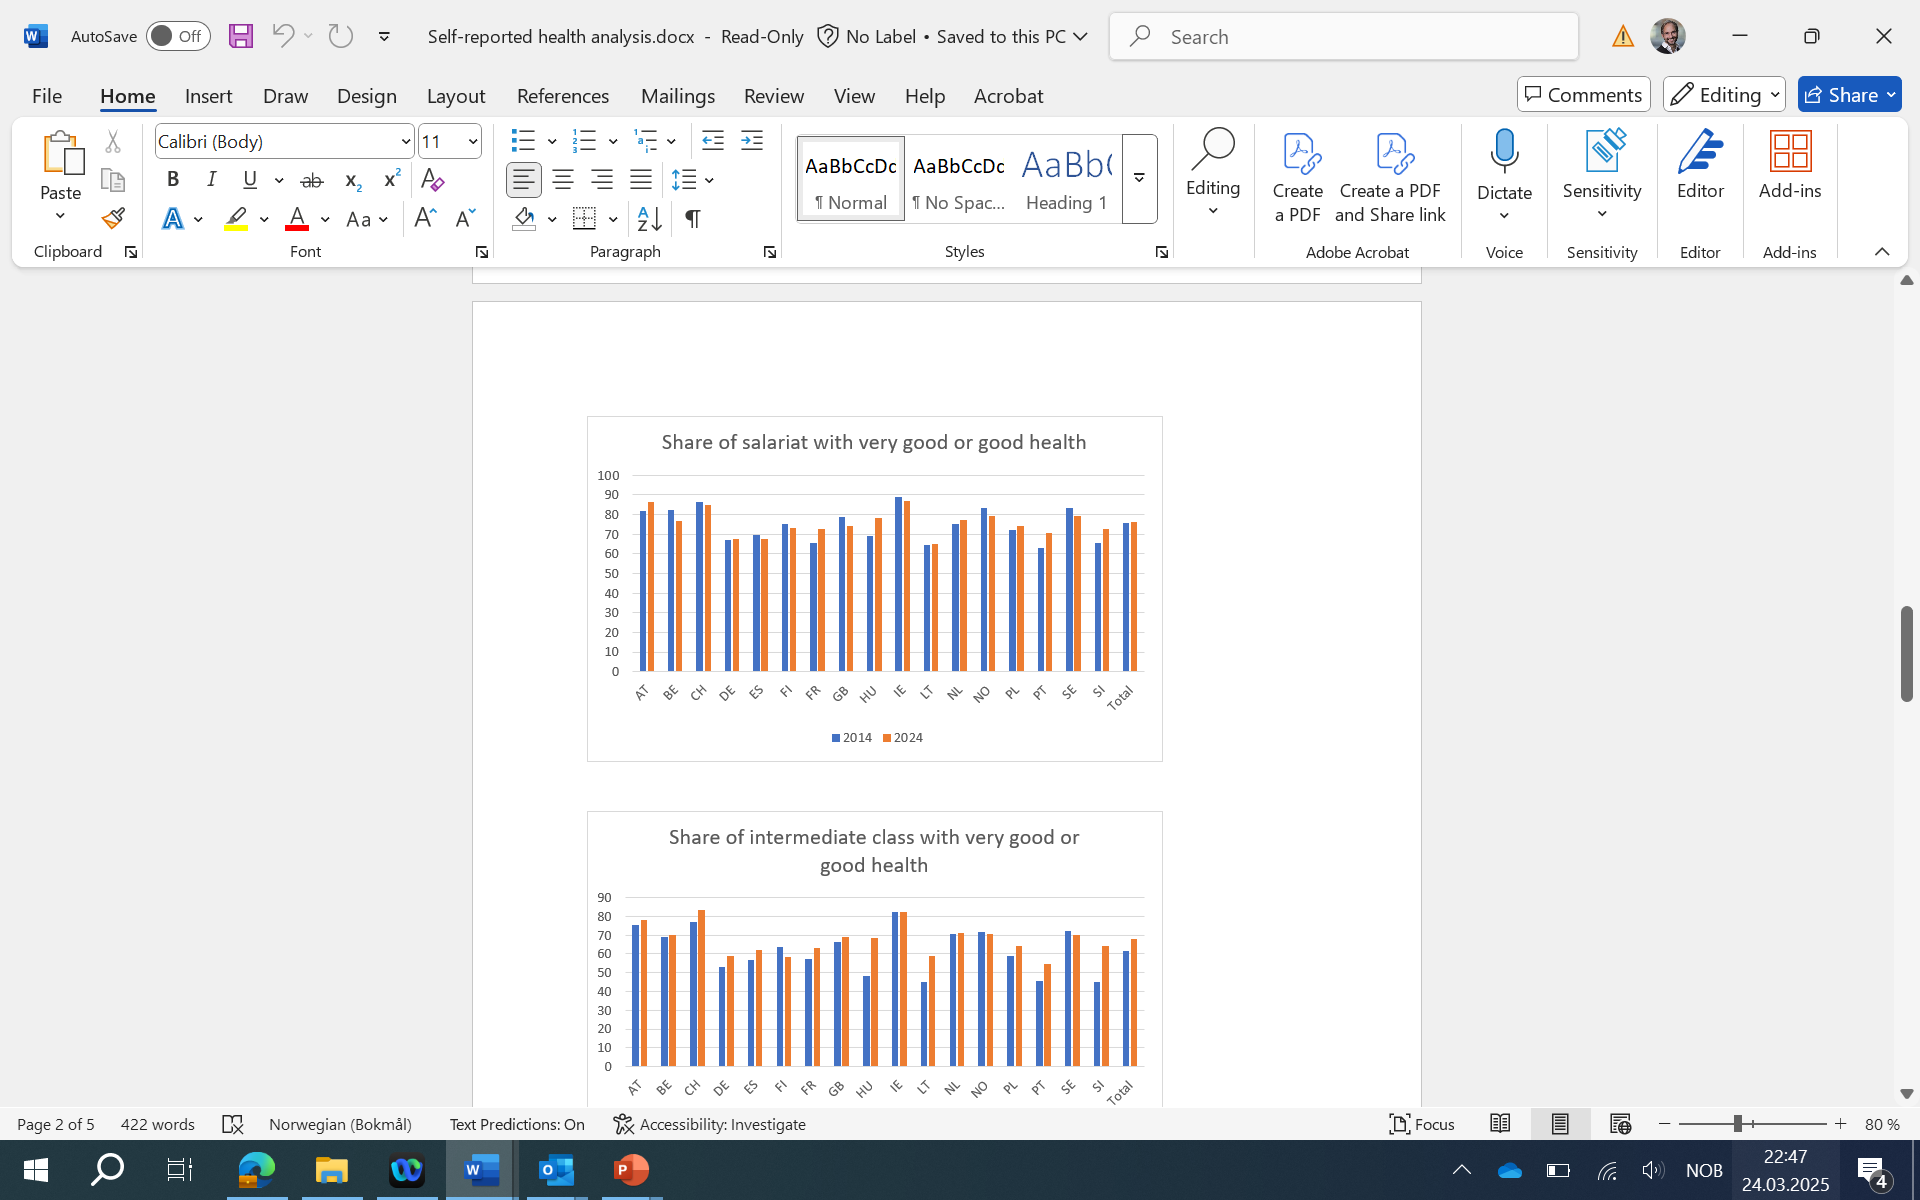 AutoSave Off Self-reported health analysis.docx - Read-Only No Label • Saved to this PC Search
File Home Insert Draw Design Layout References Mailings Review View Help Acrobat Comments Editing Share
Paste
Clipboard
Calibri (Body) 11
B I U ab x2 x2 A
A A Aa A A
Font
Paragraph
AaBbCcDc AaBbCcDc AaBb(
¶ Normal ¶ No Spac... Heading 1
Styles
Editing
Create a PDF
Create a PDF and Share link
Adobe Acrobat
Dictate
Voice
Sensitivity
Sensitivity
Editor
Editor
Add-ins
Add-ins
Share of salariat with very good or good health
100
90
80
70
60
50
40
30
20
10
0
AT BE CH DE ES FI FR GB HU IE LT NL NO PL PT SE SI Total
2014 2024
Share of intermediate class with very good or
good health
90
80
70
60
50
40
30
20
10
0
AT BE CH DE ES FI FR GB HU IE LT NL NO PL PT SE SI Total
Page 2 of 5 422 words Norwegian (Bokmål) Text Predictions: On Accessibility: Investigate Focus 80 %
NOB
22:47
24.03.2025
4